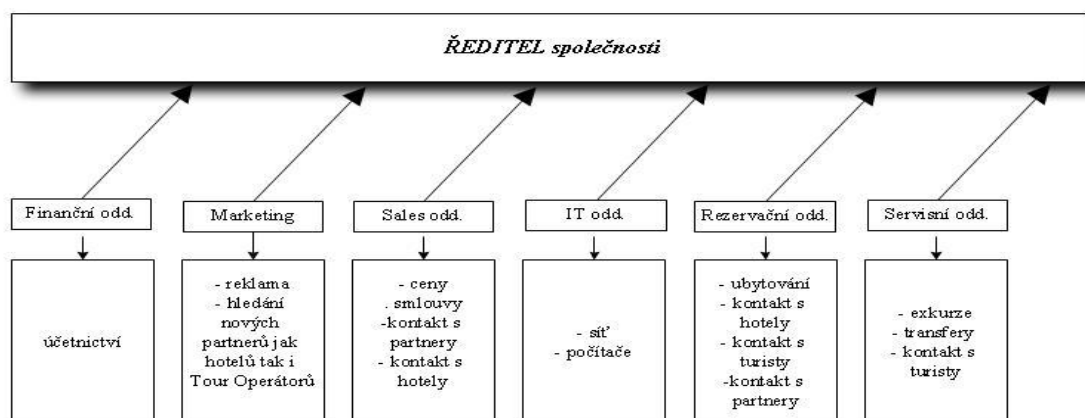 ŘEDITEL společnosti
Finanční odd.
Marketing
Sales odd.
IT odd.
Rezervační odd.
Servisní odd.
účetnictví
- reklama
- hledání
nových
partnerů jak
hotelů tak i
Tour Operátorů
- ceny
. smlouvy
-kontakt s
partnery
- kontakt s
hotely
- síť
- počítače
- ubytování
- kontakt s
hotely
- kontakt s
turisty
-kontakt s
partnery
- exkurze
- transfery
- kontakt s
turisty